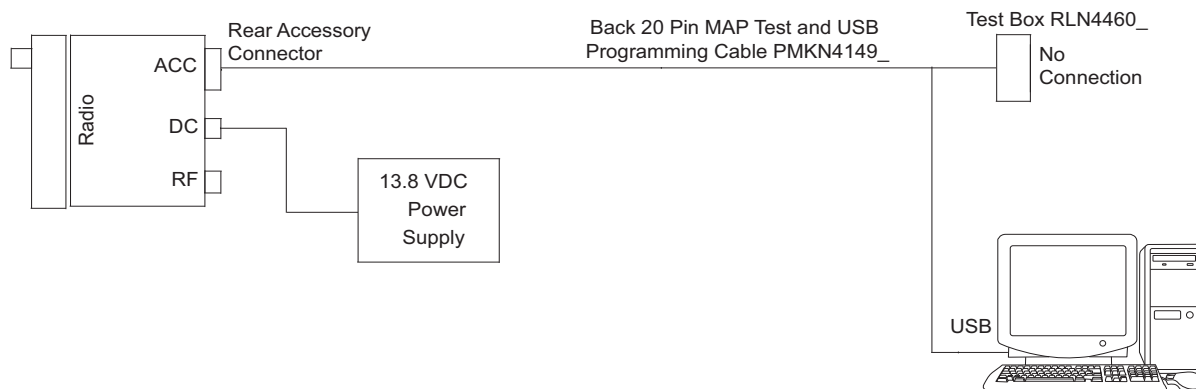 Rear Accessory
Connector
Back 20 Pin MAP Test and USB
Programming Cable PMKN4149_
Test Box RLN4460_
No
Connection
ACC
Radio
DC
RF
13.8 VDC
Power
Supply
USB